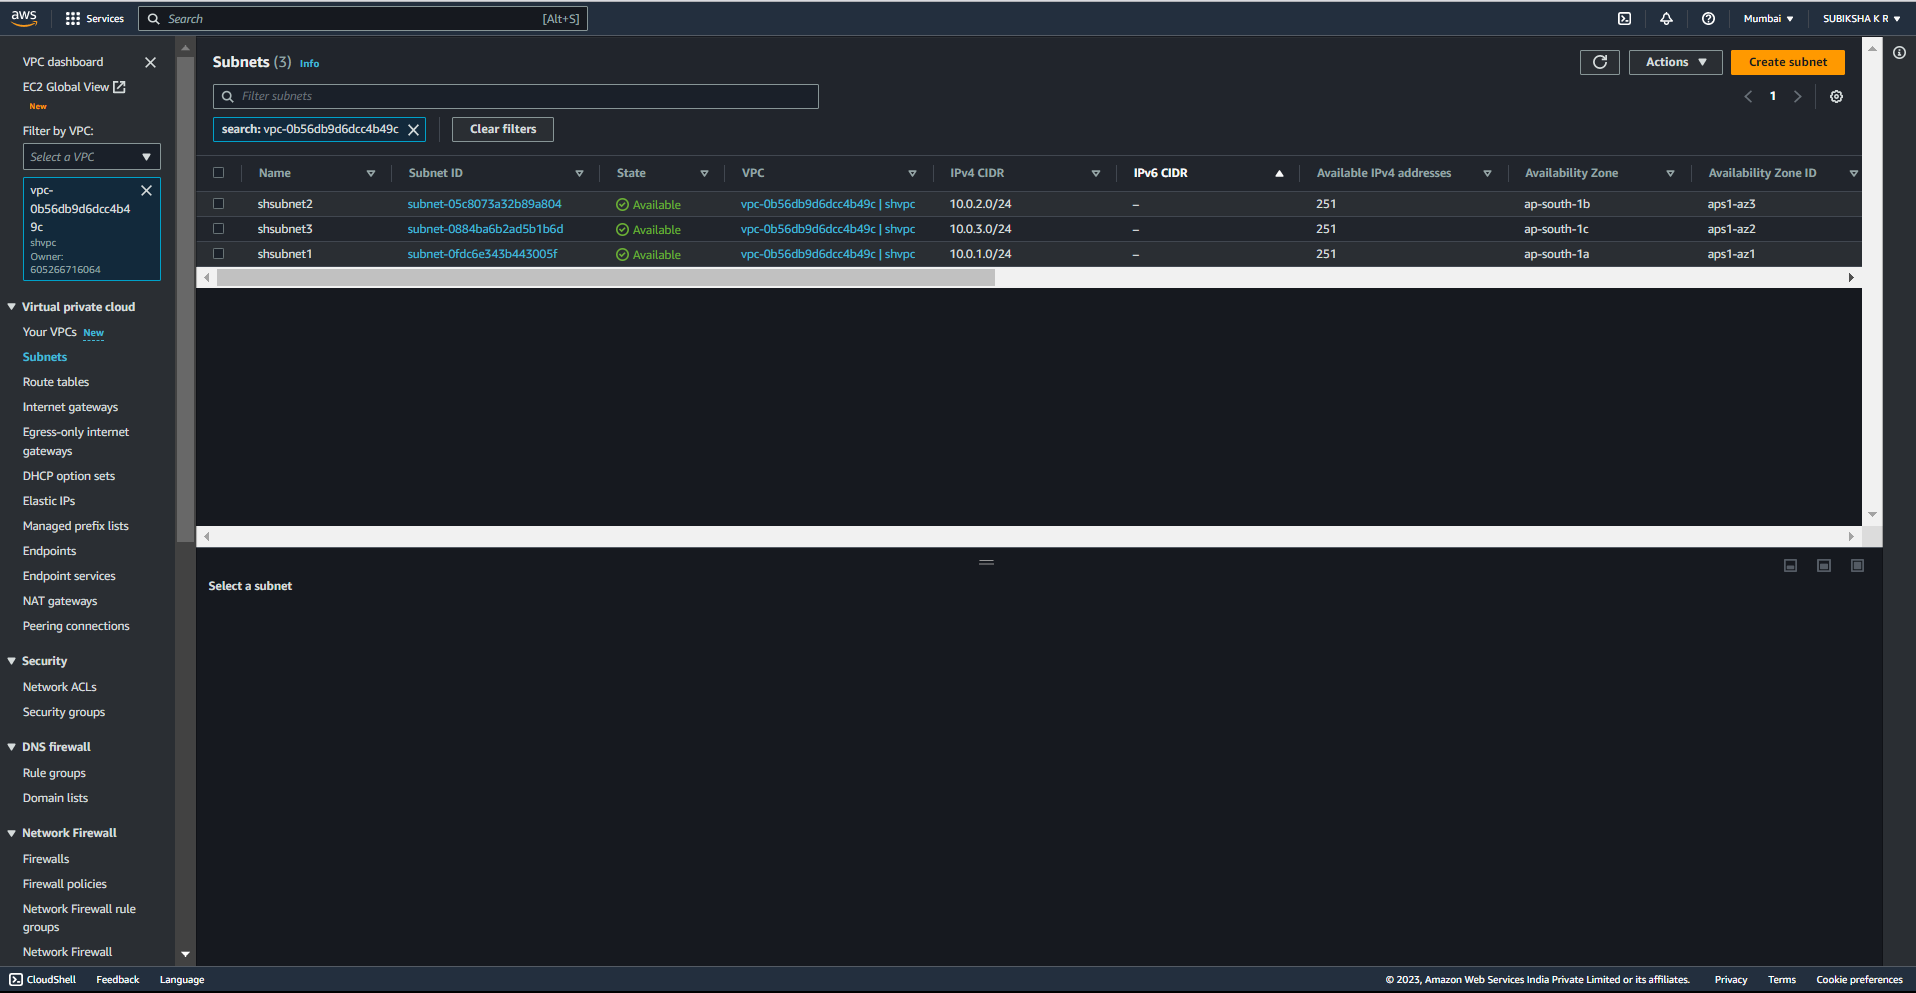 aws Services Search [Alt+S] Mumbai SUBIKSHA K R
VPC dashboard
EC2 Global View
New
Filter by VPC:
Select a VPC
vpc-
0b56db9d6dcc4b4
9c
shvpc
Owner:
605266716064
Virtual private cloud
Your VPCs New
Subnets
Route tables
Internet gateways
Egress-only internet
gateways
DHCP option sets
Elastic IPs
Managed prefix lists
Endpoints
Endpoint services
NAT gateways
Peering connections
Security
Network ACLs
Security groups
DNS firewall
Rule groups
Domain lists
Network Firewall
Firewalls
Firewall policies
Network Firewall rule
groups
Network Firewall
Subnets (3) Info
Actions Create subnet
Filter subnets
1
search: vpc-0b56db9d6dcc4b49c Clear filters
Name Subnet ID State VPC IPv4 CIDR IPv6 CIDR Available IPv4 addresses Availability Zone Availability Zone ID
shsubnet2 subnet-05c8073a32b89a804 Available vpc-0b56db9d6dcc4b49c | shvpc 10.0.2.0/24 – 251 ap-south-1b aps1-az3
shsubnet3 subnet-0884ba6b2ad5b1b6d Available vpc-0b56db9d6dcc4b49c | shvpc 10.0.3.0/24 – 251 ap-south-1c aps1-az2
shsubnet1 subnet-0fdc6e343b443005f Available vpc-0b56db9d6dcc4b49c | shvpc 10.0.1.0/24 – 251 ap-south-1a aps1-az1
Select a subnet
CloudShell Feedback Language © 2023, Amazon Web Services India Private Limited or its affiliates. Privacy Terms Cookie preferences